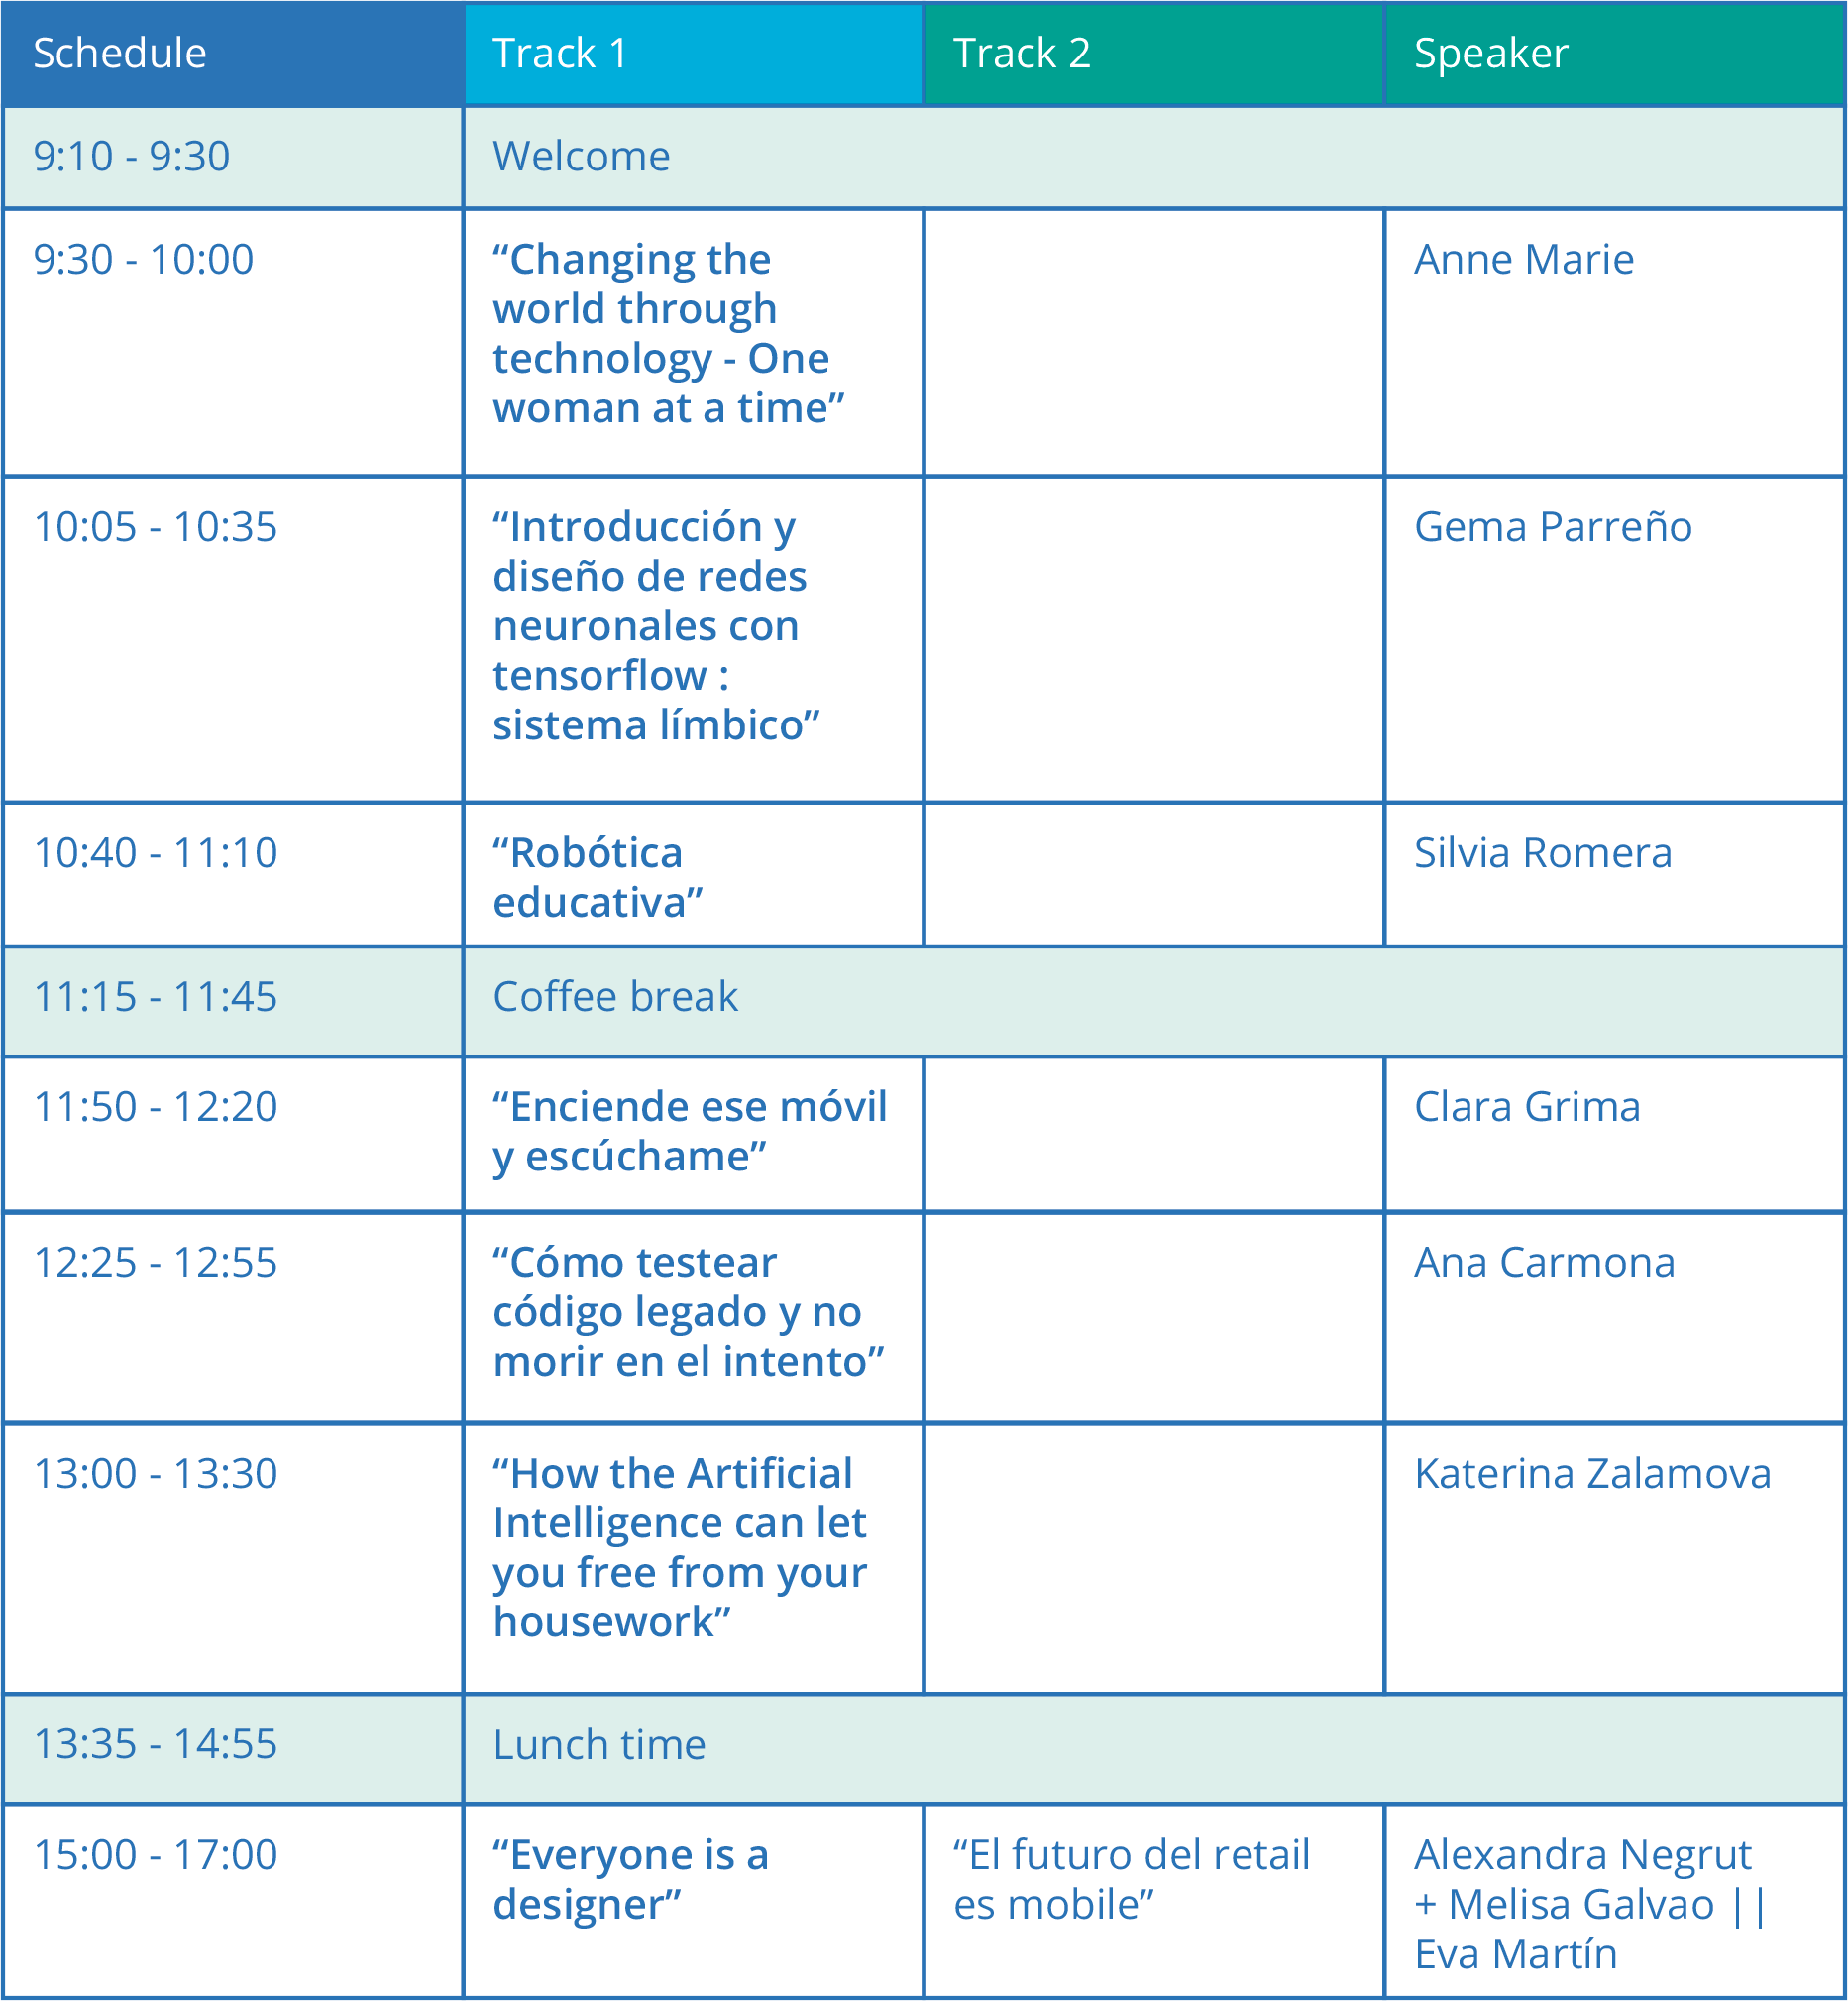 Schedule
Track 1
Track 2
Speaker
9:10 - 9:30
Welcome
9:30 - 10:00
“Changing the
world through
technology - One
woman at a time”
Anne Marie
10:05 - 10:35
“Introducción y
diseño de redes
neuronales con
tensorflow :
sistema límbico”
Gema Parreño
10:40 - 11:10
“Robótica
educativa”
Silvia Romera
11:15 - 11:45
Coffee break
11:50 - 12:20
“Enciende ese móvil
y escúchame”
Clara Grima
12:25 - 12:55
“Cómo testear
código legado y no
morir en el intento”
Ana Carmona
13:00 - 13:30
“How the Artificial
Intelligence can let
you free from your
housework”
Katerina Zalamova
13:35 - 14:55
Lunch time
15:00 - 17:00
“Everyone is a
designer”
“El futuro del retail
es mobile”
Alexandra Negrut
+ Melisa Galvao ||
Eva Martín